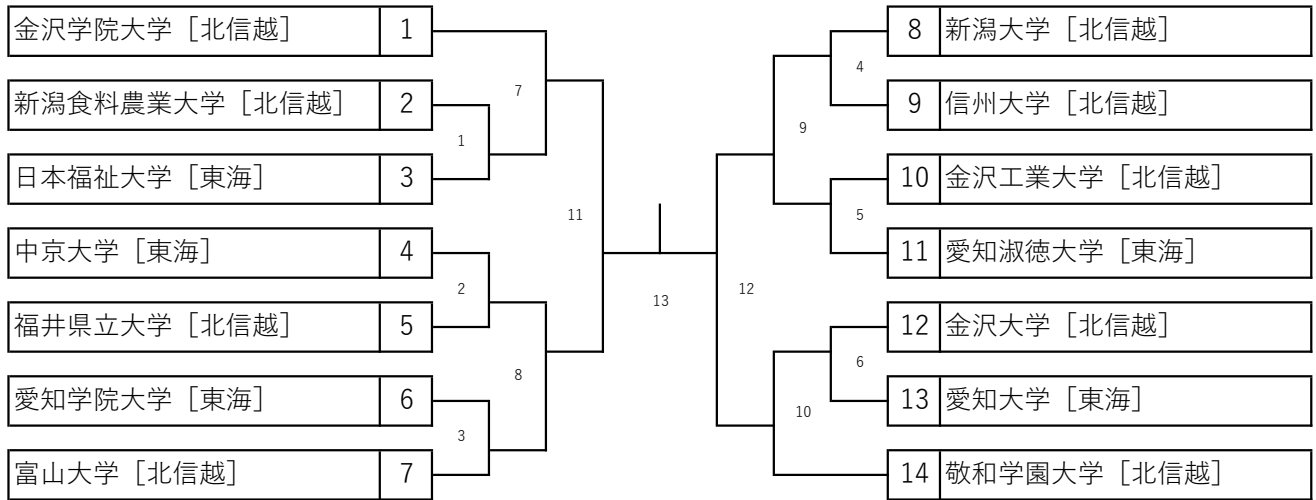 金沢学院大学［北信越］ 1
新潟食料農業大学［北信越］ 2
日本福祉大学［東海］ 3
中京大学［東海］ 4
福井県立大学［北信越］ 5
愛知学院大学［東海］ 6
富山大学［北信越］ 7
7
1
11
2
8
3
13
4
9
5
12
6
10
8 新潟大学［北信越］
9 信州大学［北信越］
10 金沢工業大学［北信越］
11 愛知淑徳大学［東海］
12 金沢大学［北信越］
13 愛知大学［東海］
14 敬和学園大学［北信越］